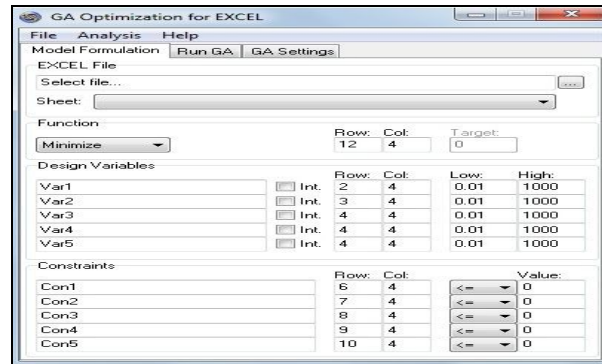 GA Optimization for EXCEL
File Analysis Help
Model Formulation Run GA GA Settings
EXCEL File
Select file... ...
Sheet:
Function
Row: Col: Target:
Minimize 12 4 0
Design Variables
Row: Col: Low: High:
Var1 Int. 2 4 0.01 1000
Var2 Int. 3 4 0.01 1000
Var3 Int. 4 4 0.01 1000
Var4 Int. 4 4 0.01 1000
Var5 Int. 4 4 0.01 1000
Constraints
Row: Col: Value:
Con1 6 4 <= 0
Con2 7 4 <= 0
Con3 8 4 <= 0
Con4 9 4 <= 0
Con5 10 4 <= 0